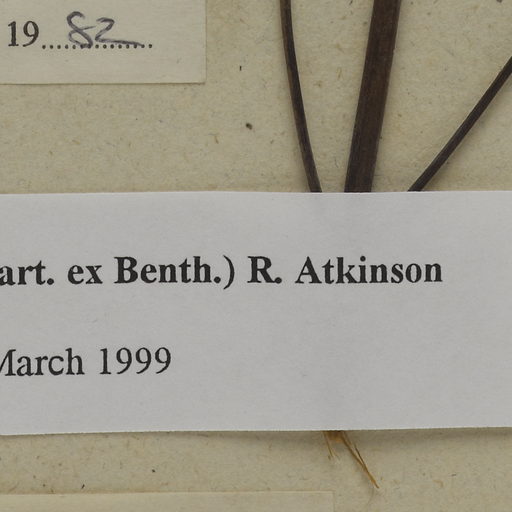 19 82
art. ex Benth.) R. Atkinson
March 1999